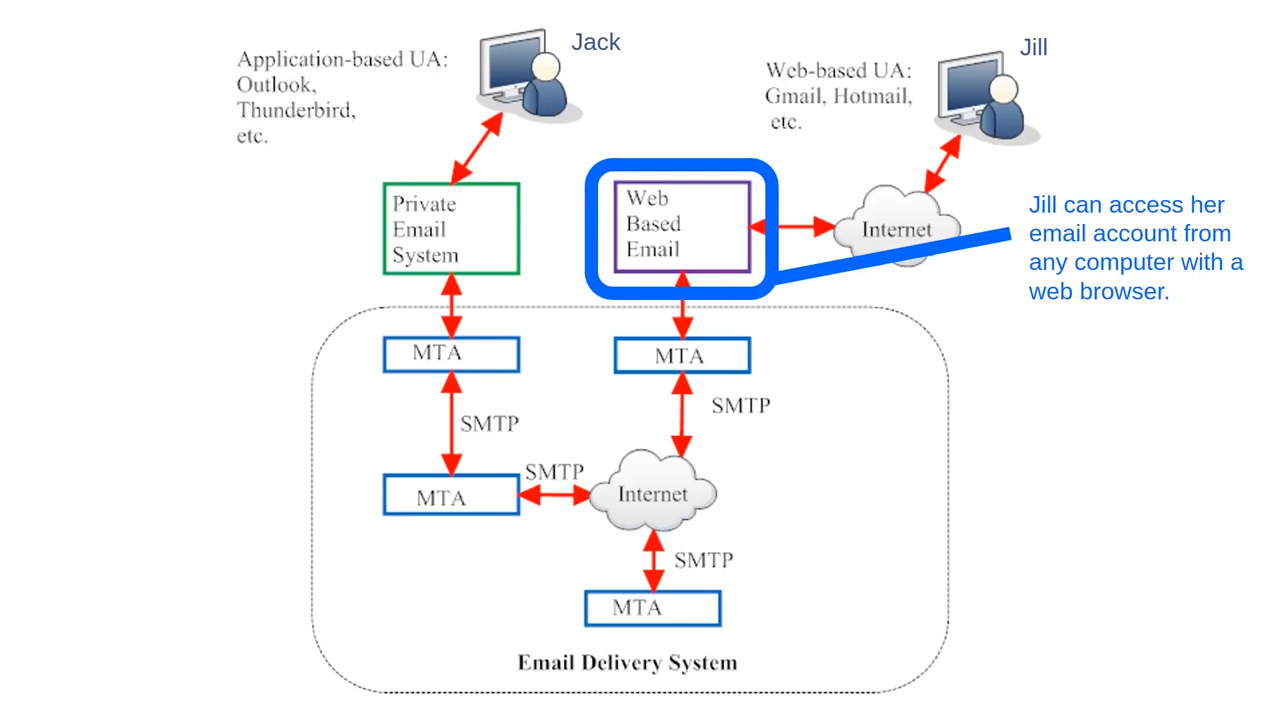 Jack
Application-based UA:
Outlook,
Thunderbird,
etc.
Jill
Web-based UA:
Gmail, Hotmail,
etc.
Private
Email
System
Web
Based
Email
Internet
Jill can access her
email account from
any computer with a
web browser.
MTA
MTA
SMTP
SMTP
MTA
SMTP
Internet
SMTP
MTA
Email Delivery System